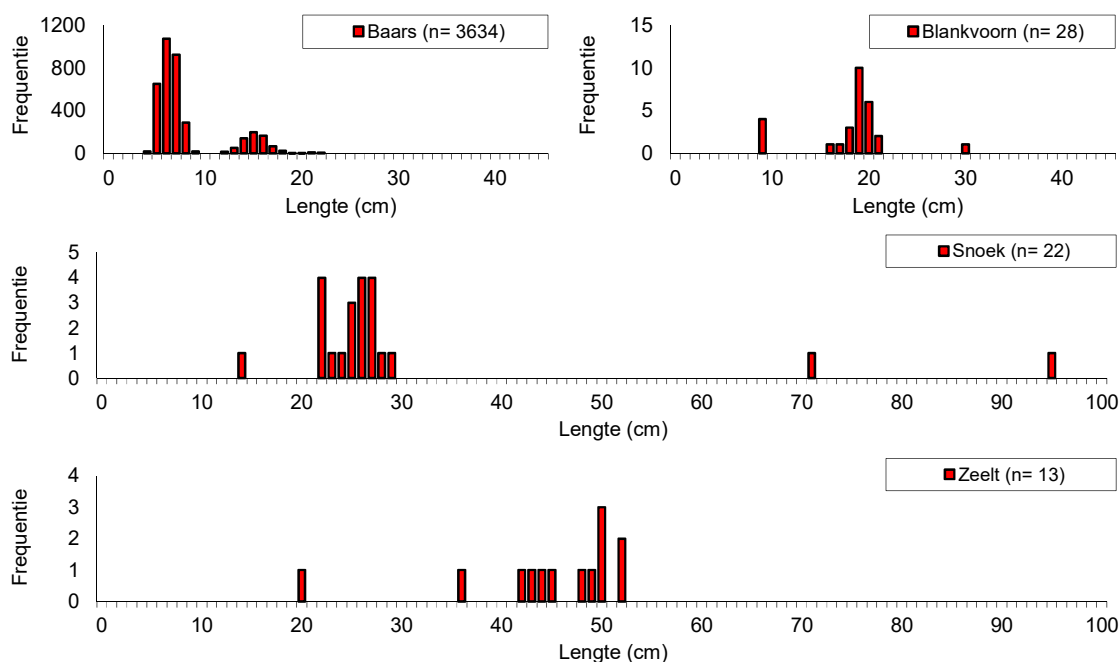 Baars (n= 3634)
Frequentie
1200
800
400
0
0 10 20 30 40
Lengte (cm)
Blankvoorn (n= 28)
Frequentie
15
10
5
0
0 10 20 30 40
Lengte (cm)
Snoek (n= 22)
Frequentie
5
4
3
2
1
0
0 10 20 30 40 50 60 70 80 90 100
Lengte (cm)
Zeelt (n= 13)
Frequentie
4
3
2
1
0
0 10 20 30 40 50 60 70 80 90 100
Lengte (cm)